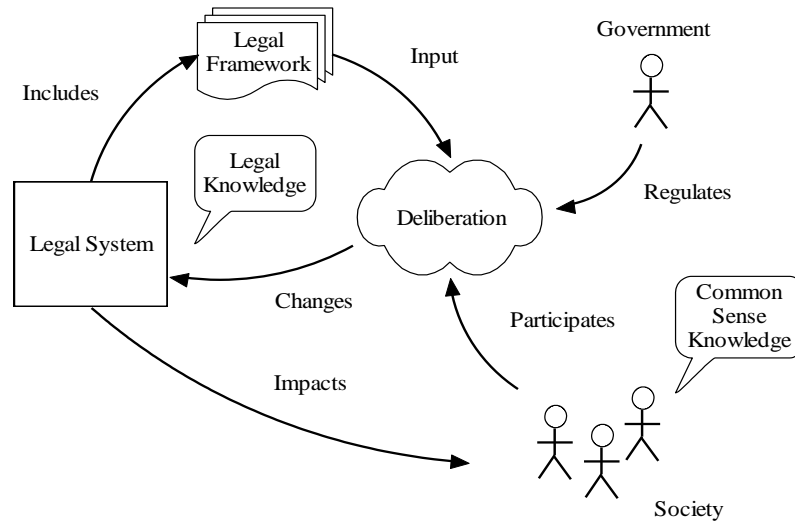 Legal
Framework
Input
Government
Includes
Legal
Knowledge
Deliberation
Regulates
Legal System
Changes
Participates
Common
Sense
Knowledge
Impacts
Society